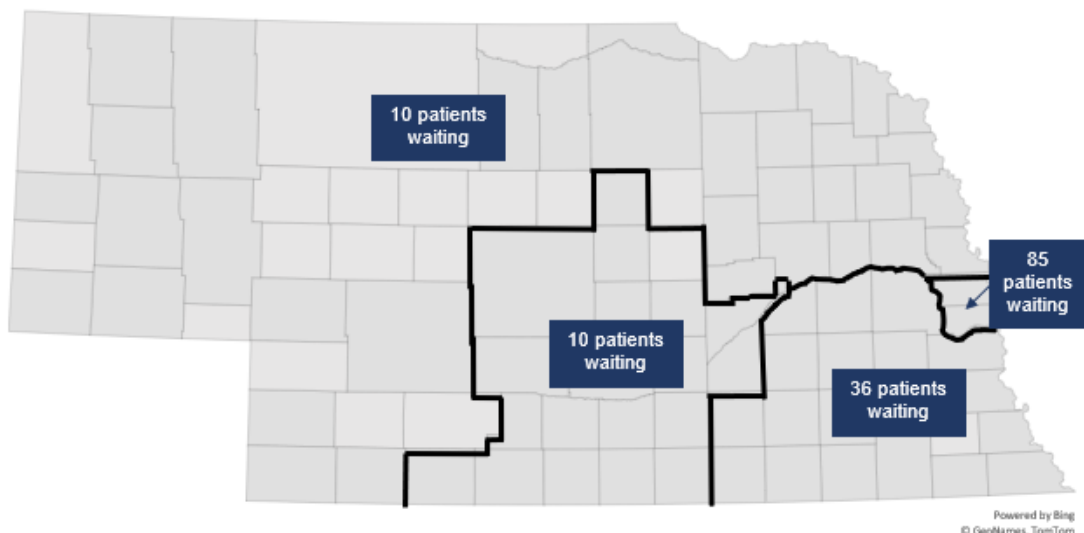 10 patients
waiting
85
patients
waiting
10 patients
waiting
36 patients
waiting
Powered by Bing
© GeoNames, TomTom